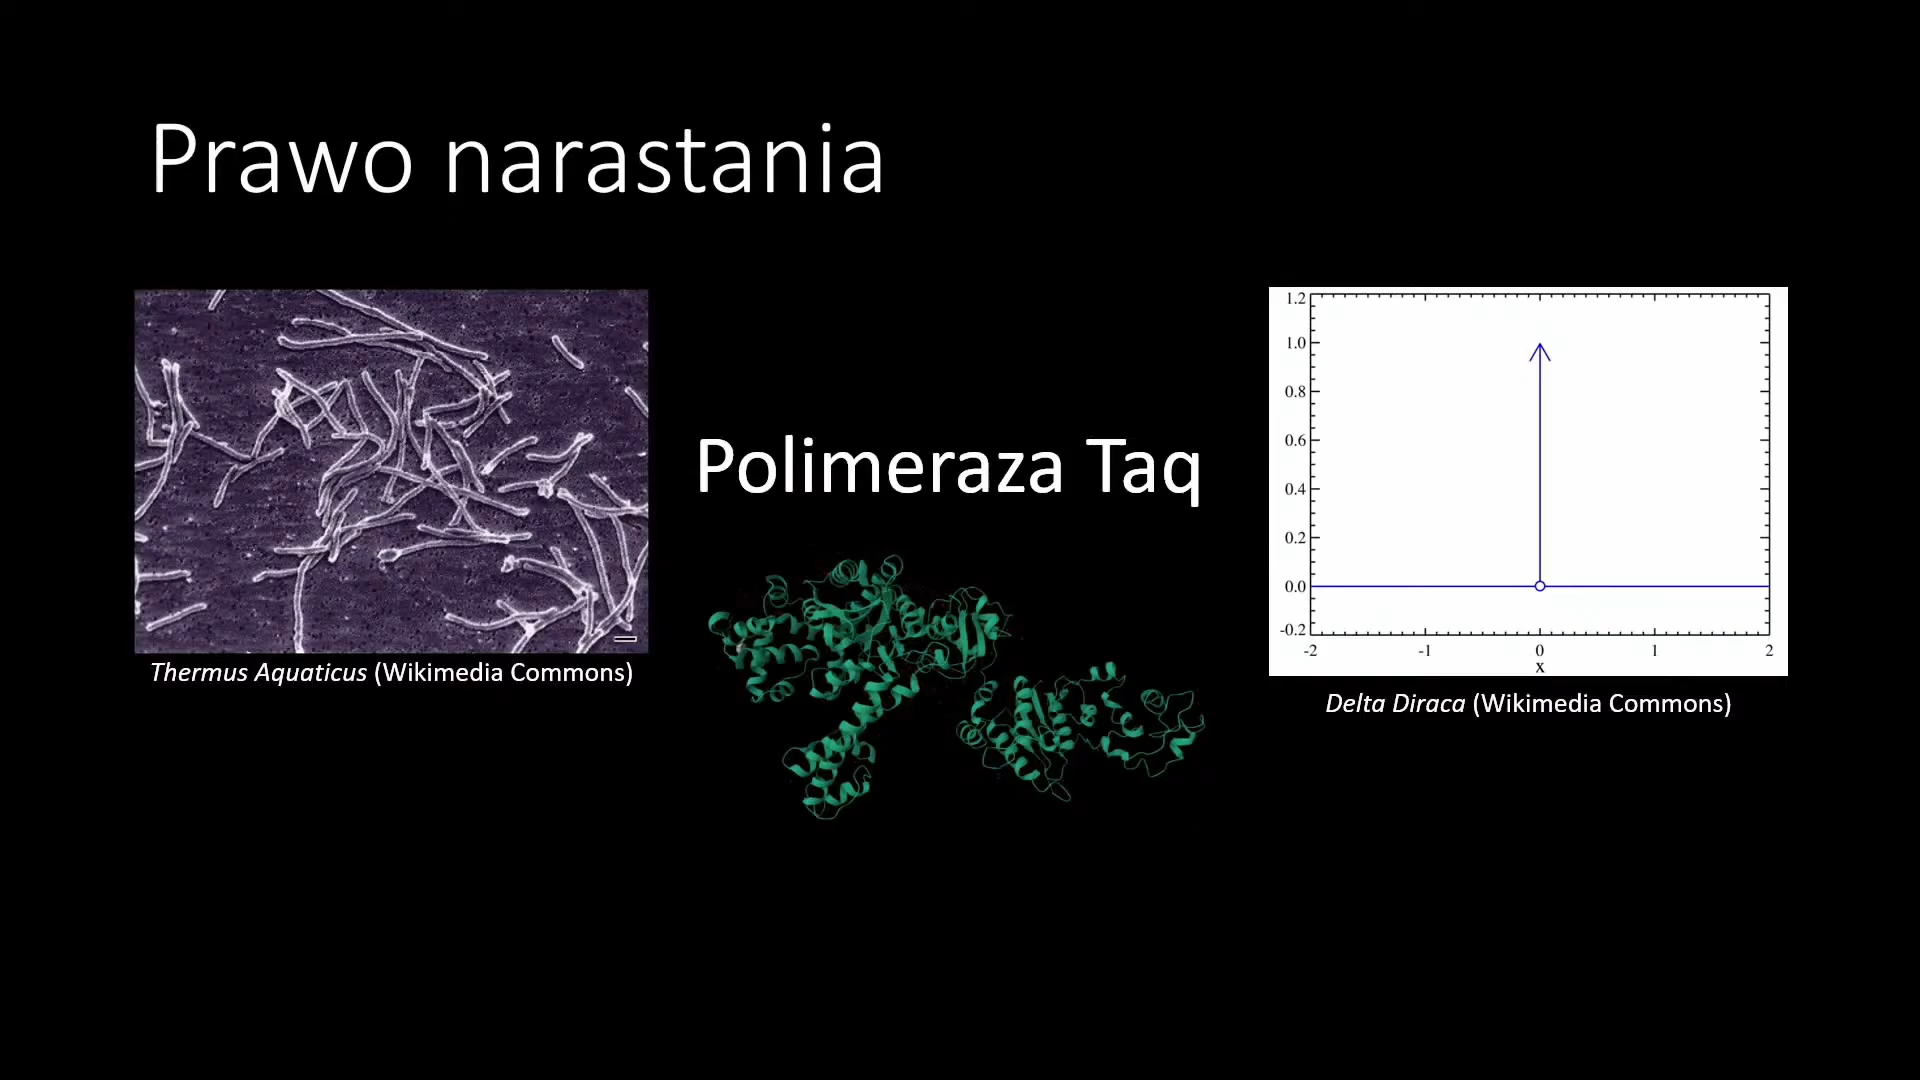 Prawo narastania
Thermus Aquaticus (Wikimedia Commons)
Polimeraza Taq
1.2
1.0
0.8
0.6
0.4
0.2
0.0
-0.2
-2 -1 0 1 2
x
Delta Diraca (Wikimedia Commons)